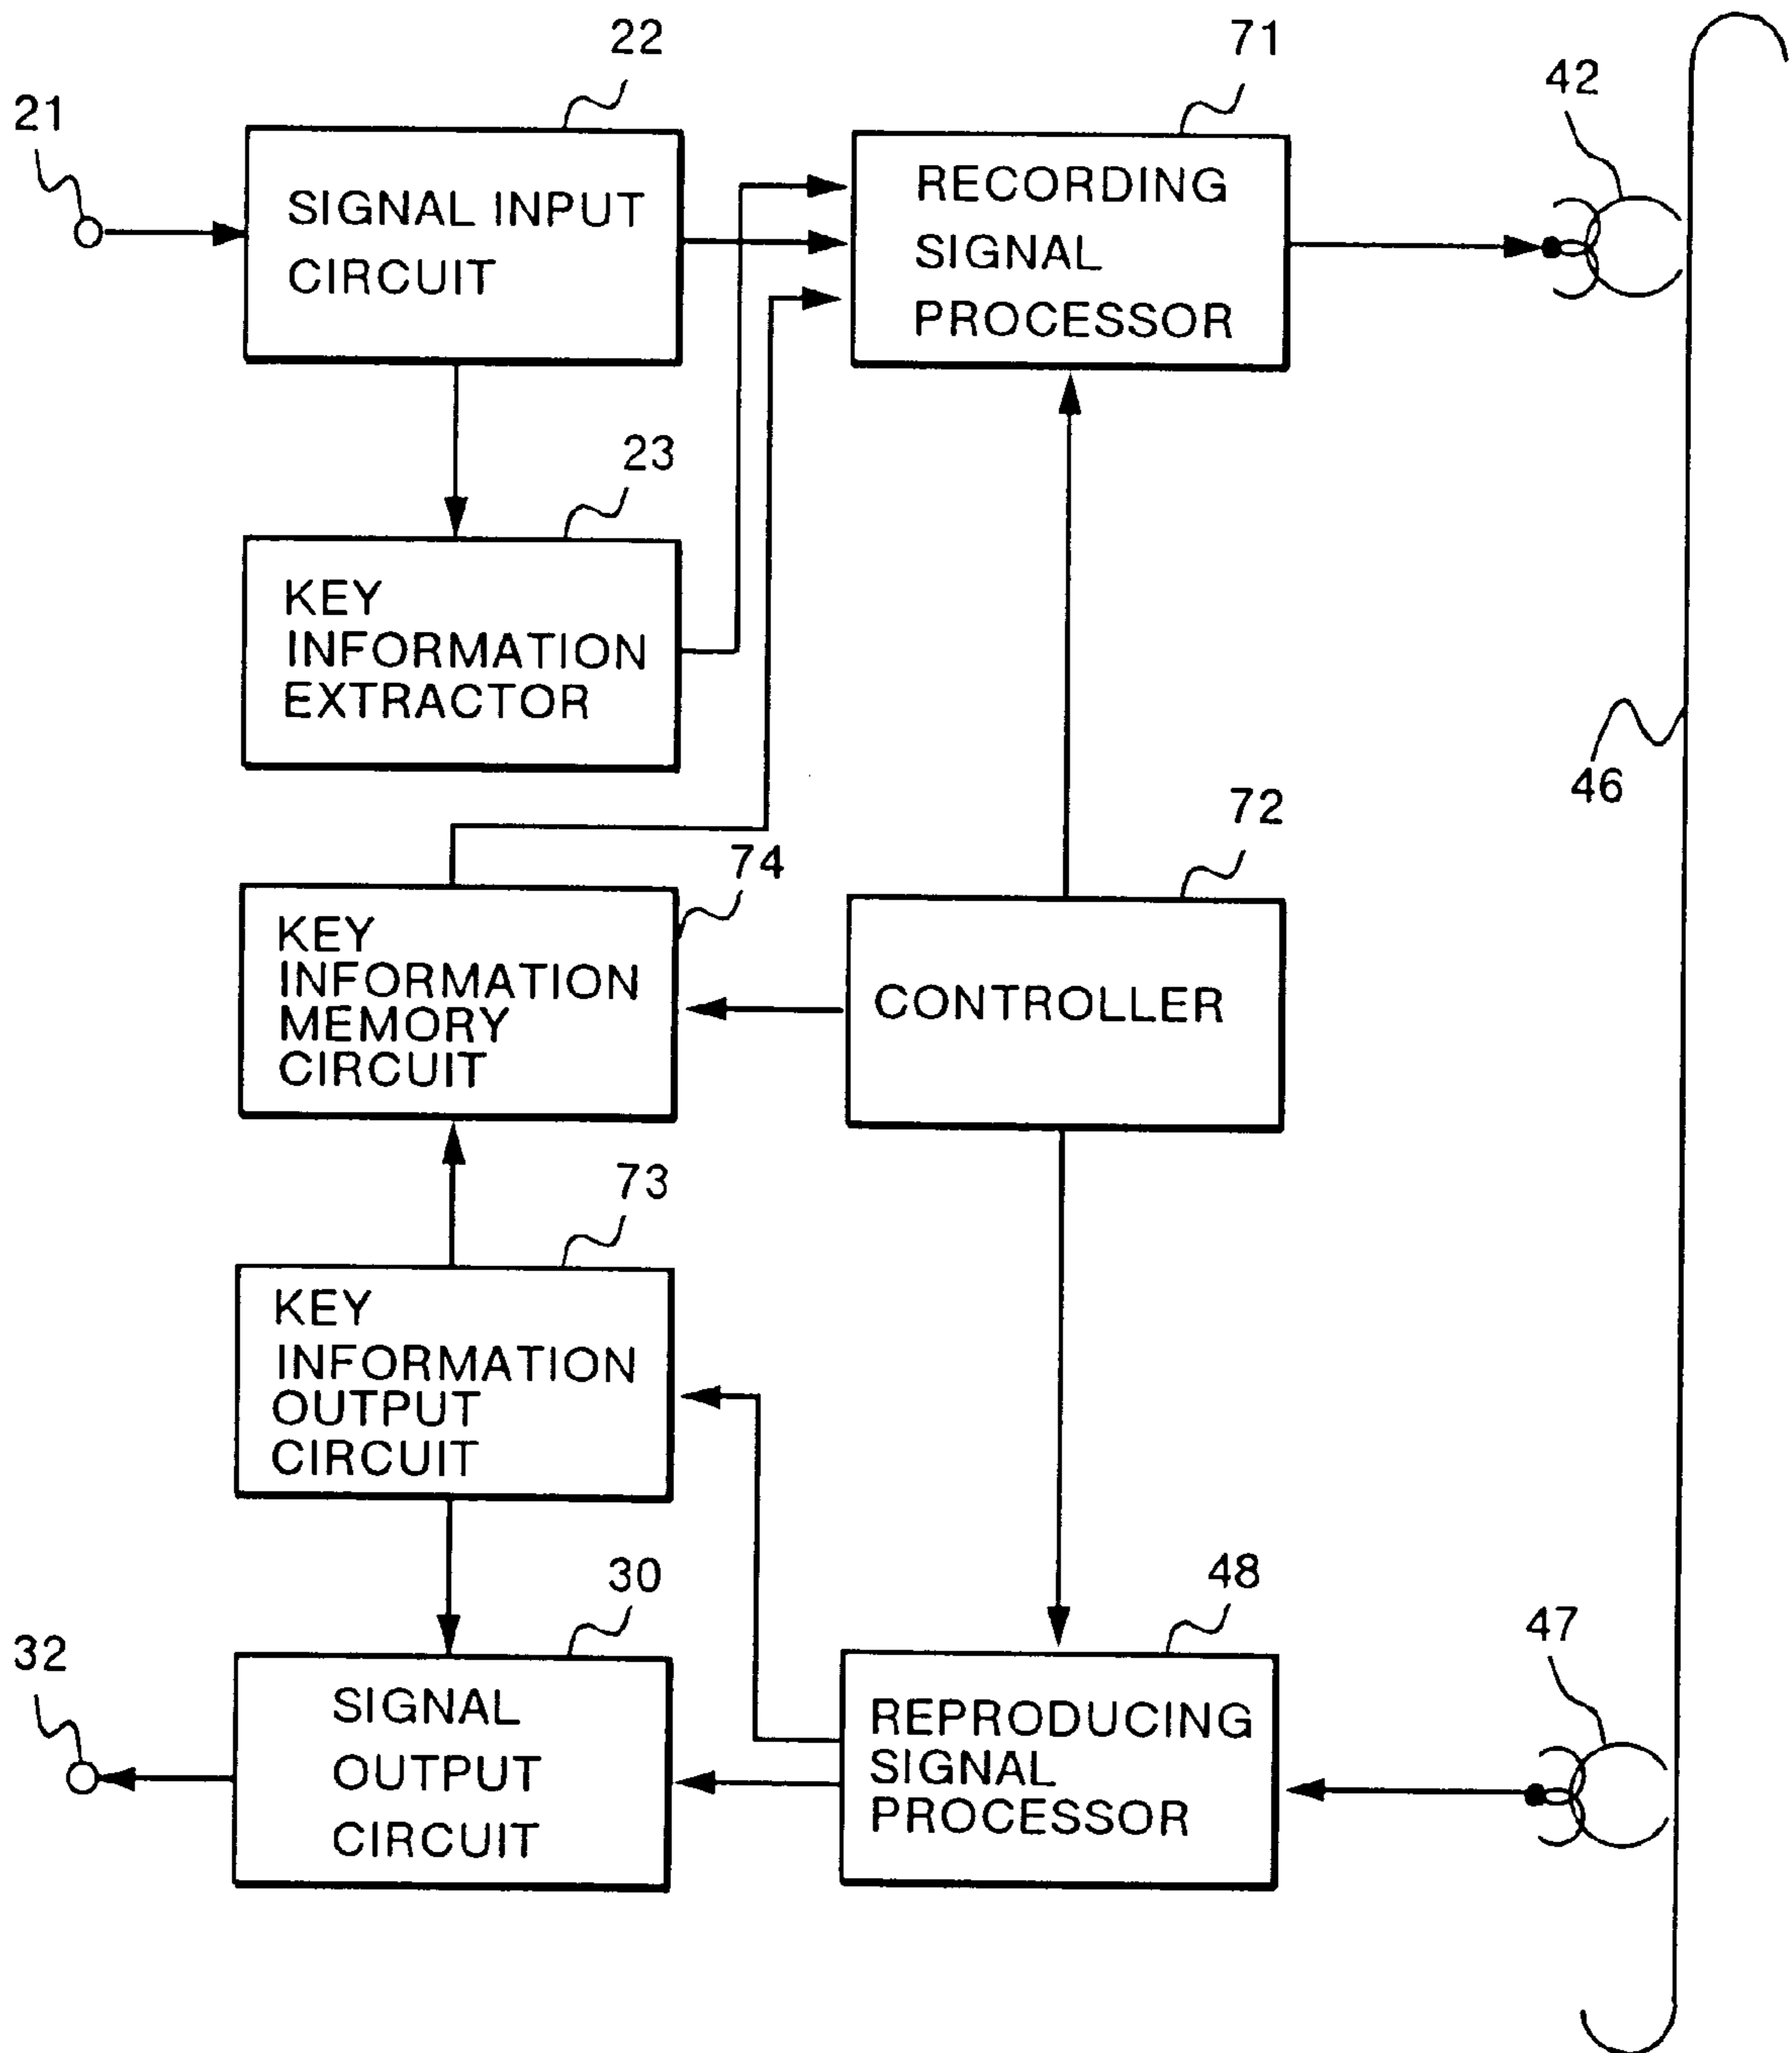 22
71
42
21
SIGNAL INPUT
CIRCUIT
RECORDING
SIGNAL
PROCESSOR
23
KEY
INFORMATION
EXTRACTOR
46
72
74
KEY
INFORMATION
MEMORY
CIRCUIT
CONTROLLER
73
KEY
INFORMATION
OUTPUT
CIRCUIT
30
48
47
32
SIGNAL
OUTPUT
CIRCUIT
REPRODUCING
SIGNAL
PROCESSOR